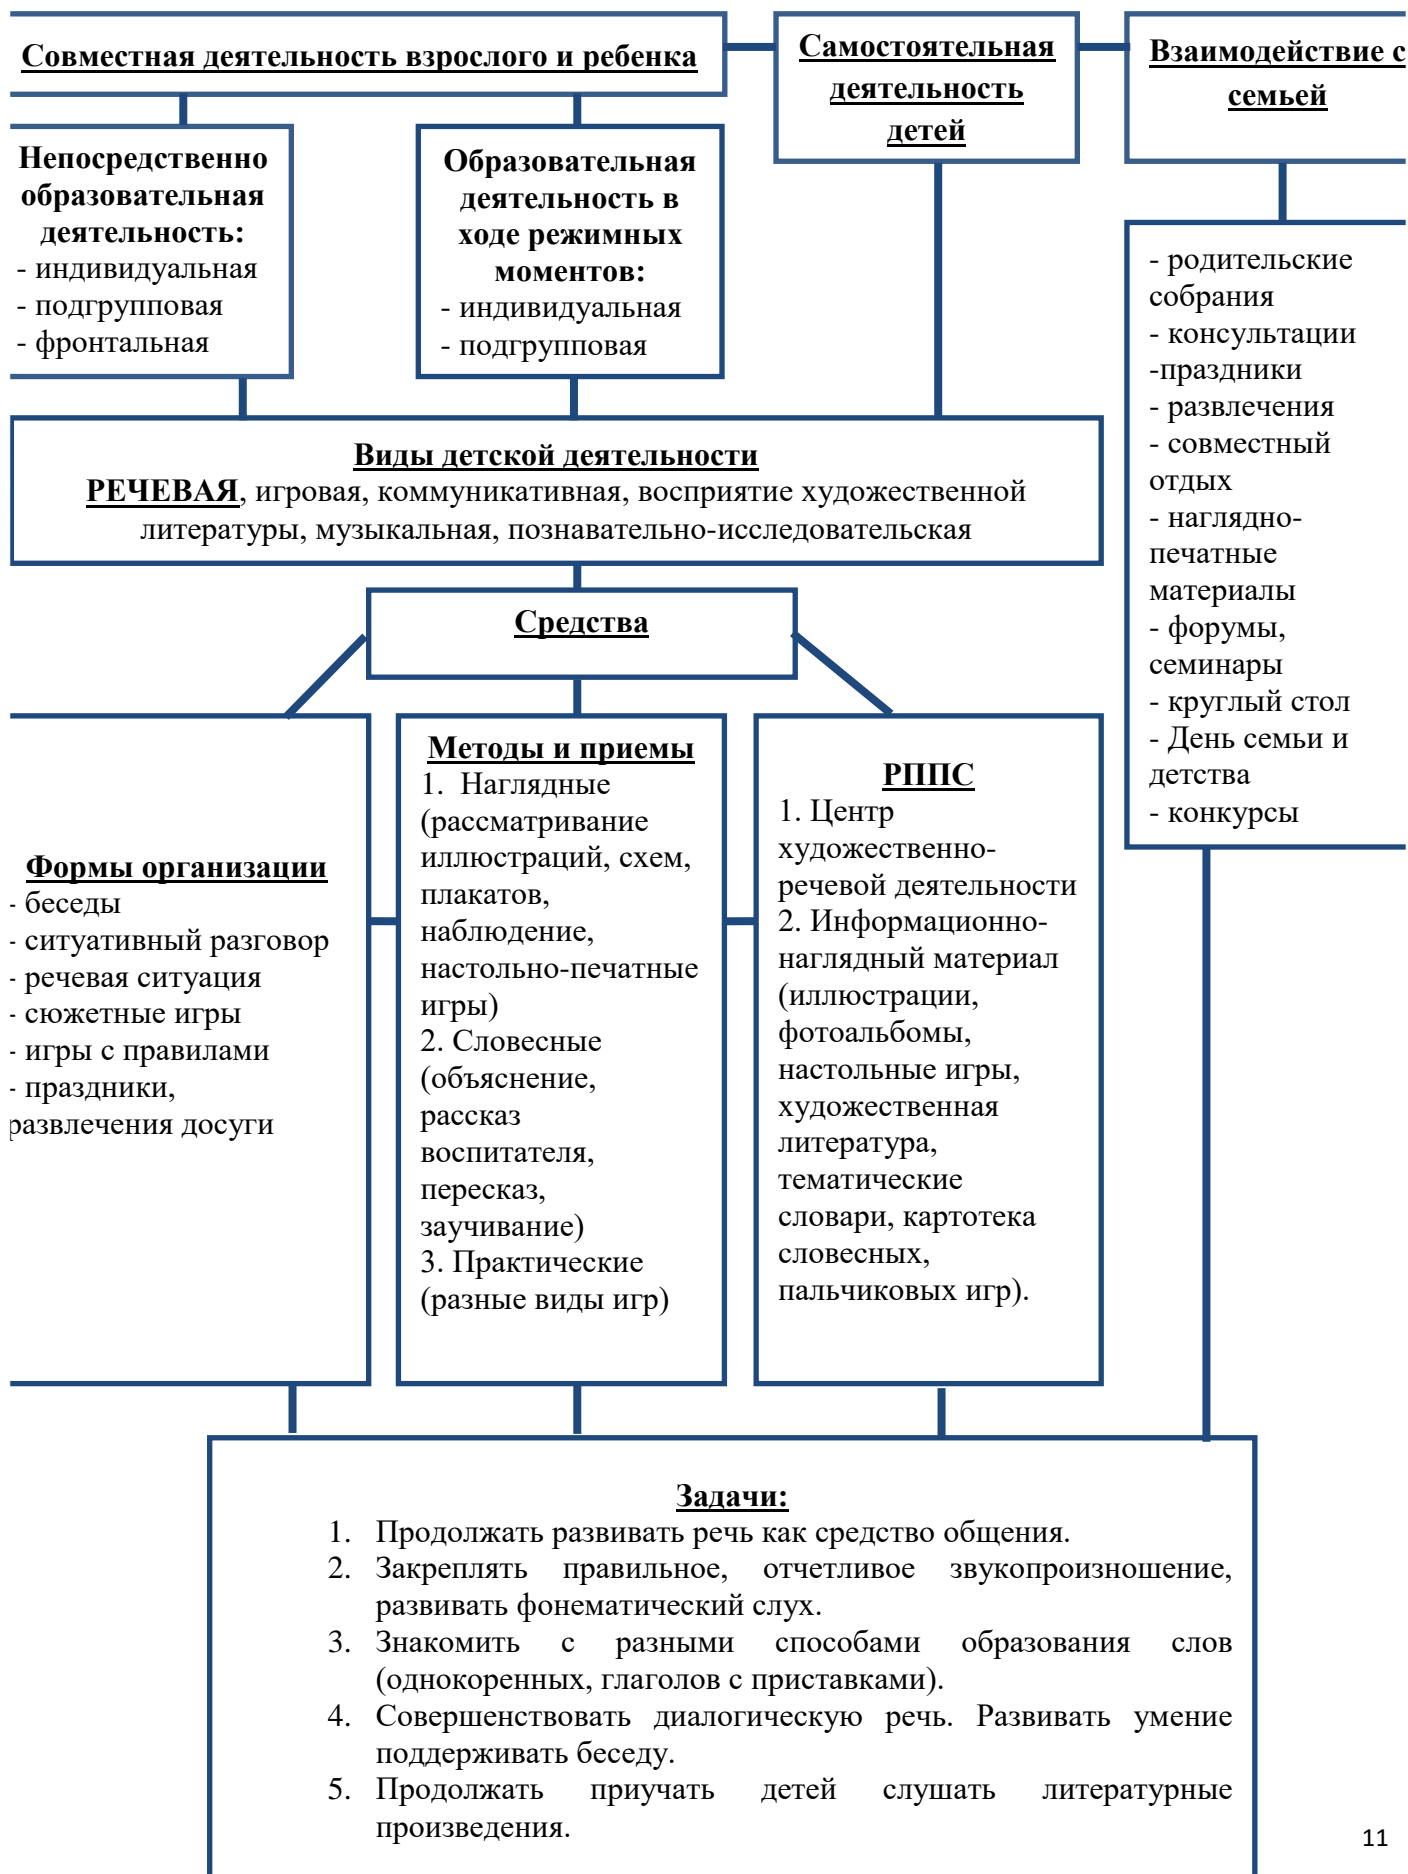 Совместная деятельность взрослого и ребенка
Самостоятельная
деятельность
детей
Взаимодействие с
семьей
Непосредственно
образовательная
деятельность:
- индивидуальная
- подгрупповая
- фронтальная
Образовательная
деятельность в
ходе режимных
моментов:
- индивидуальная
- подгрупповая
- родительские
собрания
- консультации
-праздники
- развлечения
- совместный
отдых
- наглядно-
печатные
материалы
- форумы,
семинары
- круглый стол
- День семьи и
детства
- конкурсы
Виды детской деятельности
РЕЧЕВАЯ, игровая, коммуникативная, восприятие художественной
литературы, музыкальная, познавательно-исследовательская
Средства
Формы организации
- беседы
- ситуативный разговор
- речевая ситуация
- сюжетные игры
- игры с правилами
- праздники,
развлечения досуги
Методы и приемы
1. Наглядные
(рассматривание
иллюстраций, схем,
плакатов,
наблюдение,
настольно-печатные
игры)
2. Словесные
(объяснение,
рассказ
воспитателя,
пересказ,
заучивание)
3. Практические
(разные виды игр)
РППС
1. Центр
художественно-
речевой деятельности
2. Информационно-
наглядный материал
(иллюстрации,
фотоальбомы,
настольные игры,
художественная
литература,
тематические
словари, картотека
словесных,
пальчиковых игр).
Задачи:
1. Продолжать развивать речь как средство общения.
2. Закреплять правильное, отчетливое звукопроизношение,
развивать фонематический слух.
3. Знакомить с разными способами образования слов
(однокоренных, глаголов с приставками).
4. Совершенствовать диалогическую речь. Развивать умение
поддерживать беседу.
5. Продолжать приучать детей слушать литературные
произведения.
11